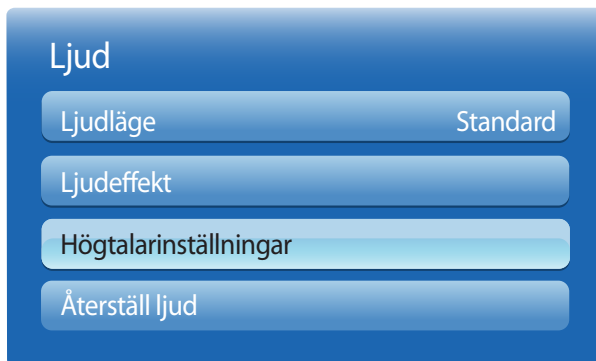 Ljud
Ljudläge Standard
Ljudeffekt
Högtalarinställningar
Återställ ljud